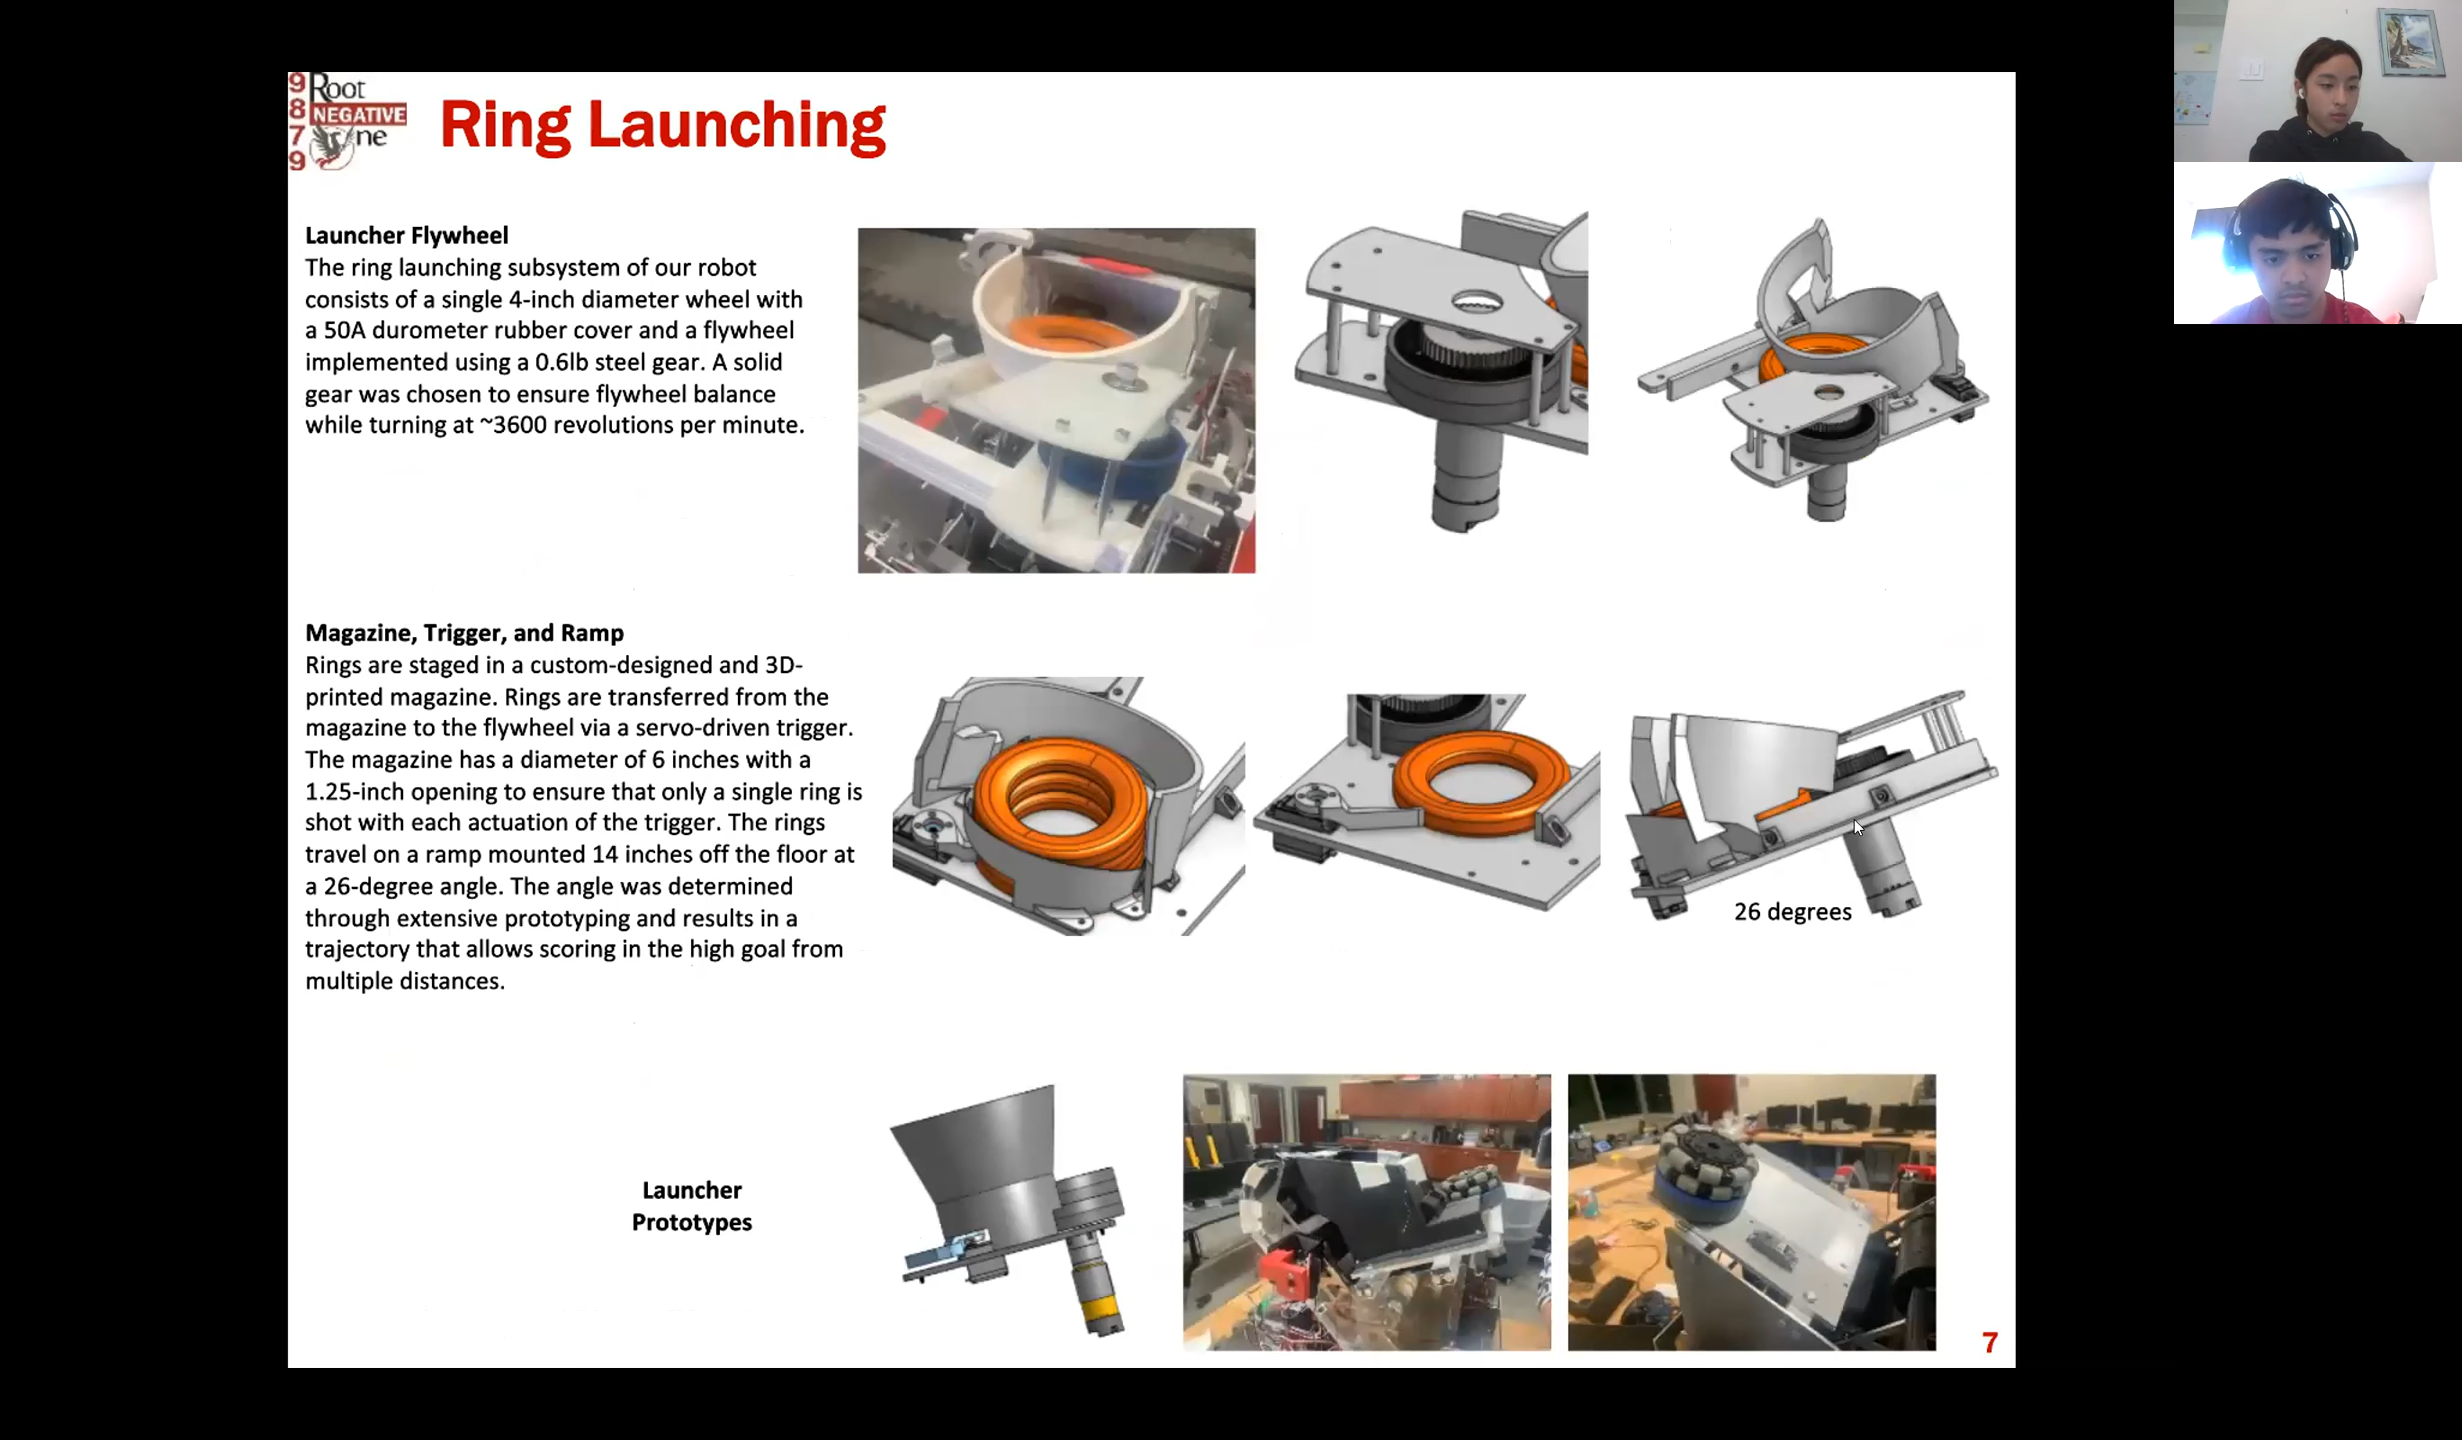 9879
Root
NEGATIVE
ne
Ring Launching
Launcher Flywheel
The ring launching subsystem of our robot
consists of a single 4-inch diameter wheel with
a 50A durometer rubber cover and a flywheel
implemented using a 0.6lb steel gear. A solid
gear was chosen to ensure flywheel balance
while turning at ~3600 revolutions per minute.
Magazine, Trigger, and Ramp
Rings are staged in a custom-designed and 3D-
printed magazine. Rings are transferred from the
magazine to the flywheel via a servo-driven trigger.
The magazine has a diameter of 6 inches with a
1.25-inch opening to ensure that only a single ring is
shot with each actuation of the trigger. The rings
travel on a ramp mounted 14 inches off the floor at
a 26-degree angle. The angle was determined
through extensive prototyping and results in a
trajectory that allows scoring in the high goal from
multiple distances.
26 degrees
Launcher
Prototypes
7